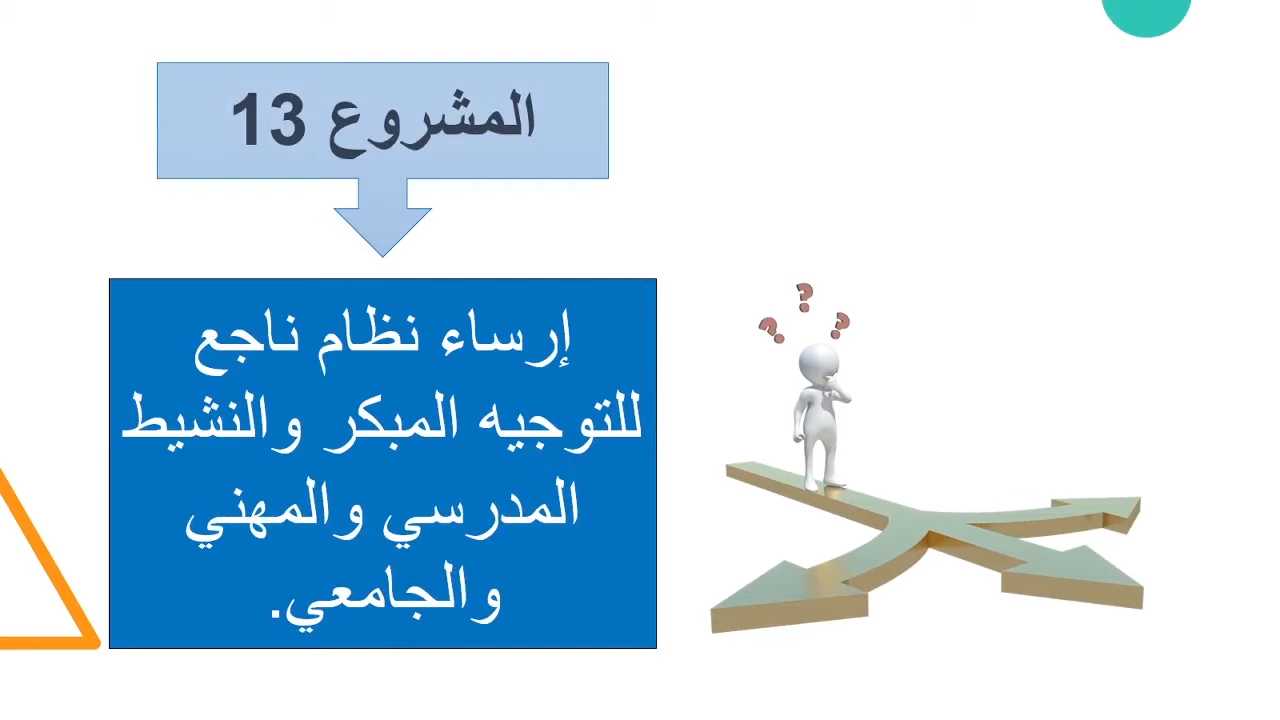 المشروع 13
إرساء نظام ناجع
للتوجيه المبكر والنشيط
المدرسي والمهني
والجامعي.
? ? ?